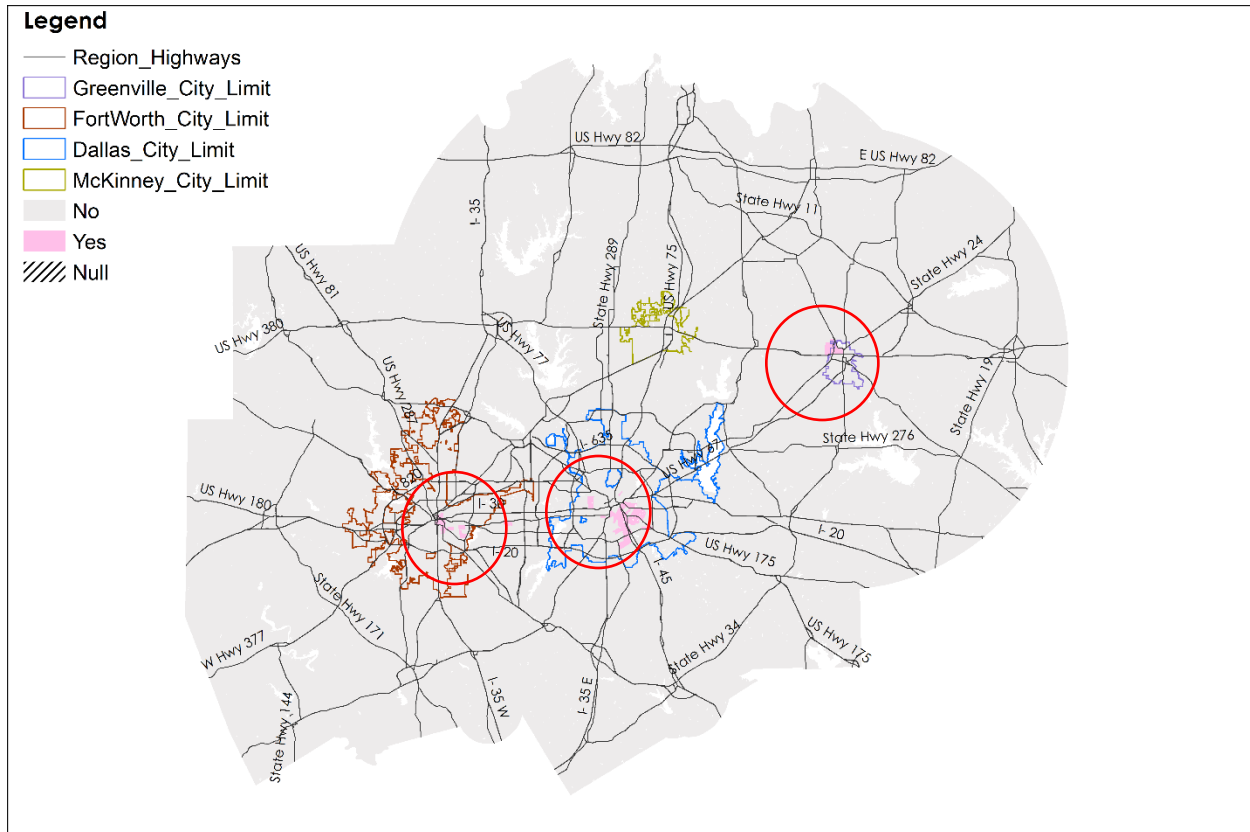 Legend
Region_Highways
Greenville_City_Limit
FortWorth_City_Limit
Dallas_City_Limit
McKinney_City_Limit
No
Yes
Null
US Hwy 82
E US Hwy 82
I- 35
State Hwy 11
State Hwy 289
US Hwy 75
State Hwy 24
US Hwy 81
US Hwy 380
US Hwy 77
State Hwy 19
US Hwy 287
I- 635
State Hwy 276
US Hwy 67
820
US Hwy 180
I- 30
I- 20
I- 20
US Hwy 175
I- 45
State Hwy 171
W Hwy 377
State Hwy 34
US Hwy 175
I- 35 W
I- 35 E
State Hwy 144